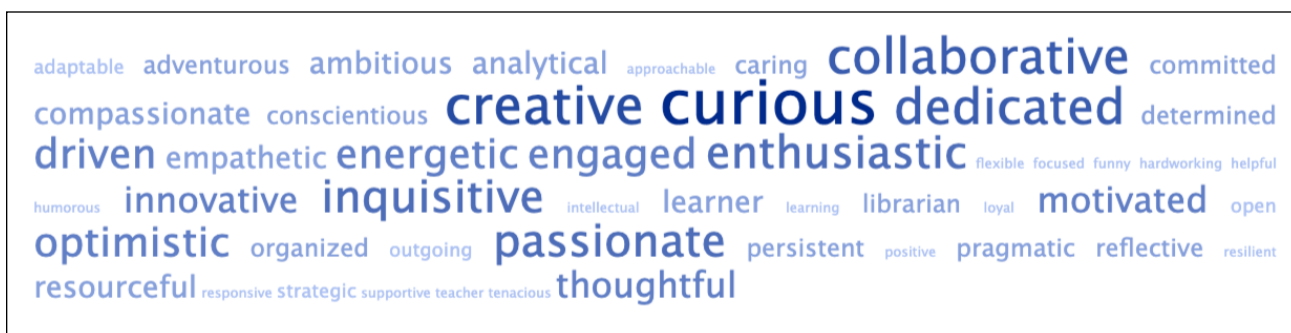 adaptable adventurous ambitious analytical approachable caring collaborative committed
compassionate conscientious creative curious dedicated determined
driven empathetic energetic engaged enthusiastic flexible focused funny hardworking helpful
humorous innovative inquisitive intellectual learner learning librarian loyal motivated open
optimistic organized outgoing passionate persistent positive pragmatic reflective resilient
resourceful responsive strategic supportive teacher tenacious thoughtful